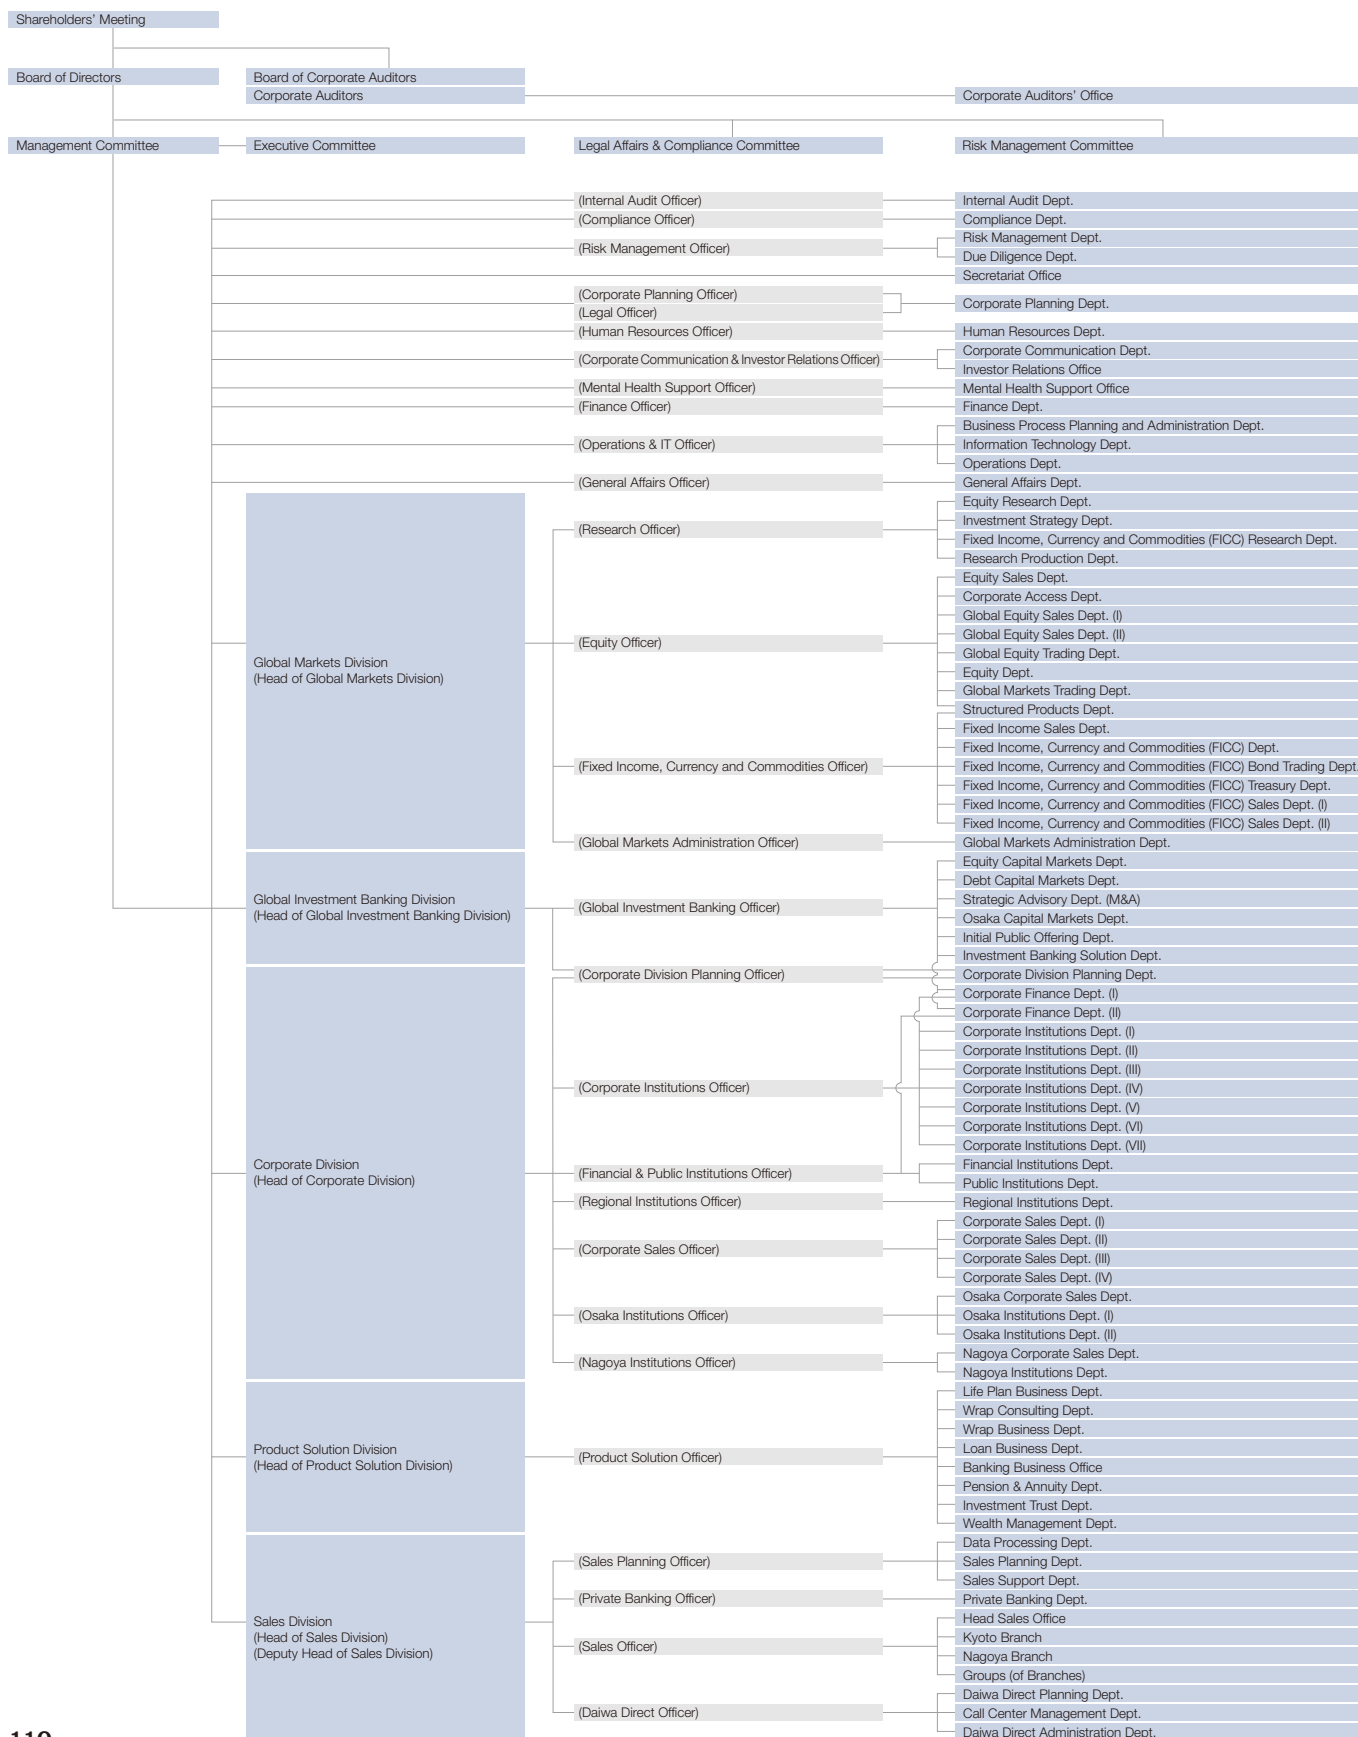 Shareholders' Meeting
Board of Directors
Board of Corporate Auditors
Corporate Auditors
Corporate Auditors' Office
Management Committee
Executive Committee
Legal Affairs & Compliance Committee
Risk Management Committee
(Internal Audit Officer)
Internal Audit Dept.
(Compliance Officer)
Compliance Dept.
(Risk Management Officer)
Risk Management Dept.
Due Diligence Dept.
Secretariat Office
(Corporate Planning Officer)
(Legal Officer)
Corporate Planning Dept.
(Human Resources Officer)
Human Resources Dept.
(Corporate Communication & Investor Relations Officer)
Corporate Communication Dept.
Investor Relations Office
(Mental Health Support Officer)
Mental Health Support Office
(Finance Officer)
Finance Dept.
(Operations & IT Officer)
Business Process Planning and Administration Dept.
Information Technology Dept.
Operations Dept.
(General Affairs Officer)
General Affairs Dept.
Global Markets Division
(Head of Global Markets Division)
(Research Officer)
Equity Research Dept.
Investment Strategy Dept.
Fixed Income, Currency and Commodities (FICC) Research Dept.
Research Production Dept.
(Equity Officer)
Equity Sales Dept.
Corporate Access Dept.
Global Equity Sales Dept. (I)
Global Equity Sales Dept. (II)
Global Equity Trading Dept.
Equity Dept.
Global Markets Trading Dept.
Structured Products Dept.
(Fixed Income, Currency and Commodities Officer)
Fixed Income Sales Dept.
Fixed Income, Currency and Commodities (FICC) Dept.
Fixed Income, Currency and Commodities (FICC) Bond Trading Dept.
Fixed Income, Currency and Commodities (FICC) Treasury Dept.
Fixed Income, Currency and Commodities (FICC) Sales Dept. (I)
Fixed Income, Currency and Commodities (FICC) Sales Dept. (II)
(Global Markets Administration Officer)
Global Markets Administration Dept.
Global Investment Banking Division
(Head of Global Investment Banking Division)
(Global Investment Banking Officer)
Equity Capital Markets Dept.
Debt Capital Markets Dept.
Strategic Advisory Dept. (M&A)
Osaka Capital Markets Dept.
Initial Public Offering Dept.
Investment Banking Solution Dept.
(Corporate Division Planning Officer)
Corporate Division Planning Dept.
Corporate Finance Dept. (I)
Corporate Finance Dept. (II)
Corporate Division
(Head of Corporate Division)
(Corporate Institutions Officer)
Corporate Institutions Dept. (I)
Corporate Institutions Dept. (II)
Corporate Institutions Dept. (III)
Corporate Institutions Dept. (IV)
Corporate Institutions Dept. (V)
Corporate Institutions Dept. (VI)
Corporate Institutions Dept. (VII)
(Financial & Public Institutions Officer)
Financial Institutions Dept.
Public Institutions Dept.
(Regional Institutions Officer)
Regional Institutions Dept.
(Corporate Sales Officer)
Corporate Sales Dept. (I)
Corporate Sales Dept. (II)
Corporate Sales Dept. (III)
Corporate Sales Dept. (IV)
(Osaka Institutions Officer)
Osaka Corporate Sales Dept.
Osaka Institutions Dept. (I)
Osaka Institutions Dept. (II)
(Nagoya Institutions Officer)
Nagoya Corporate Sales Dept.
Nagoya Institutions Dept.
Product Solution Division
(Head of Product Solution Division)
(Product Solution Officer)
Life Plan Business Dept.
Wrap Consulting Dept.
Wrap Business Dept.
Loan Business Dept.
Banking Business Office
Pension & Annuity Dept.
Investment Trust Dept.
Wealth Management Dept.
Sales Division
(Head of Sales Division)
(Deputy Head of Sales Division)
(Sales Planning Officer)
Data Processing Dept.
Sales Planning Dept.
Sales Support Dept.
(Private Banking Officer)
Private Banking Dept.
(Sales Officer)
Head Sales Office
Kyoto Branch
Nagoya Branch
Groups (of Branches)
(Daiwa Direct Officer)
Daiwa Direct Planning Dept.
Call Center Management Dept.
Daiwa Direct Administration Dept.